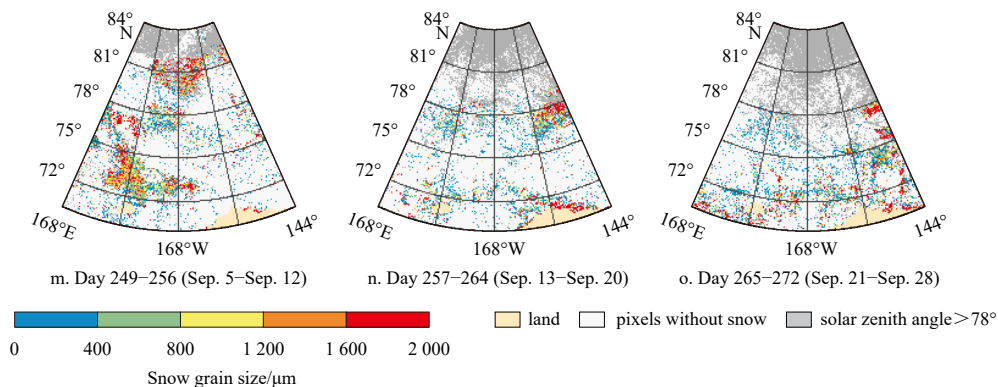 84°
N
81°
78°
75°
72°
168°E
168°W
144°
m. Day 249−256 (Sep. 5−Sep. 12)
84°
N
81°
78°
75°
72°
168°E
168°W
144°
n. Day 257−264 (Sep. 13−Sep. 20)
84°
N
81°
78°
75°
72°
168°E
168°W
144°
o. Day 265−272 (Sep. 21−Sep. 28)
0 400 800 1 200 1 600 2 000
Snow grain size/μm
land pixels without snow solar zenith angle＞78°